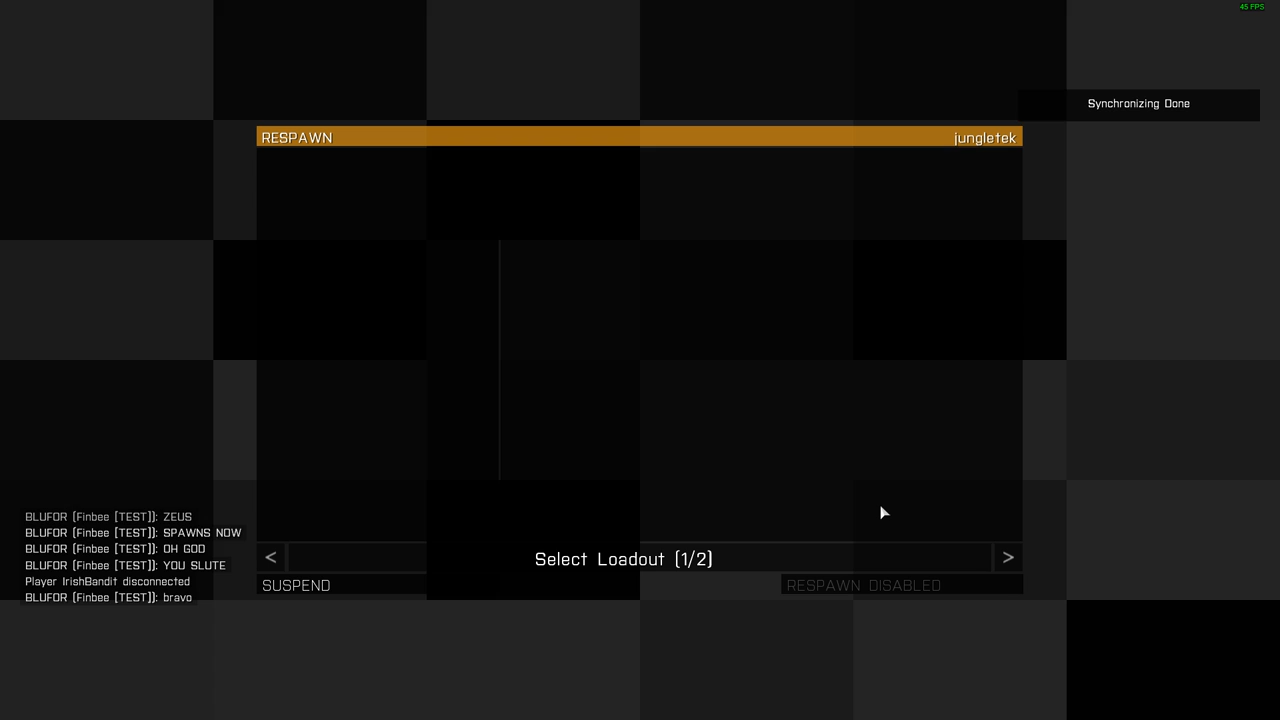 45 FPS
Synchronizing Done
RESPAWN jungletek
BLUFOR (Finbee [TEST]): ZEUS
BLUFOR (Finbee [TEST]): SPAWNS NOW
BLUFOR (Finbee [TEST]): OH GOD
BLUFOR (Finbee [TEST]): YOU SLUTE
Player IrishBandit disconnected
BLUFOR (Finbee [TEST]): bravo
< Select Loadout (1/2) >
SUSPEND RESPAWN DISABLED